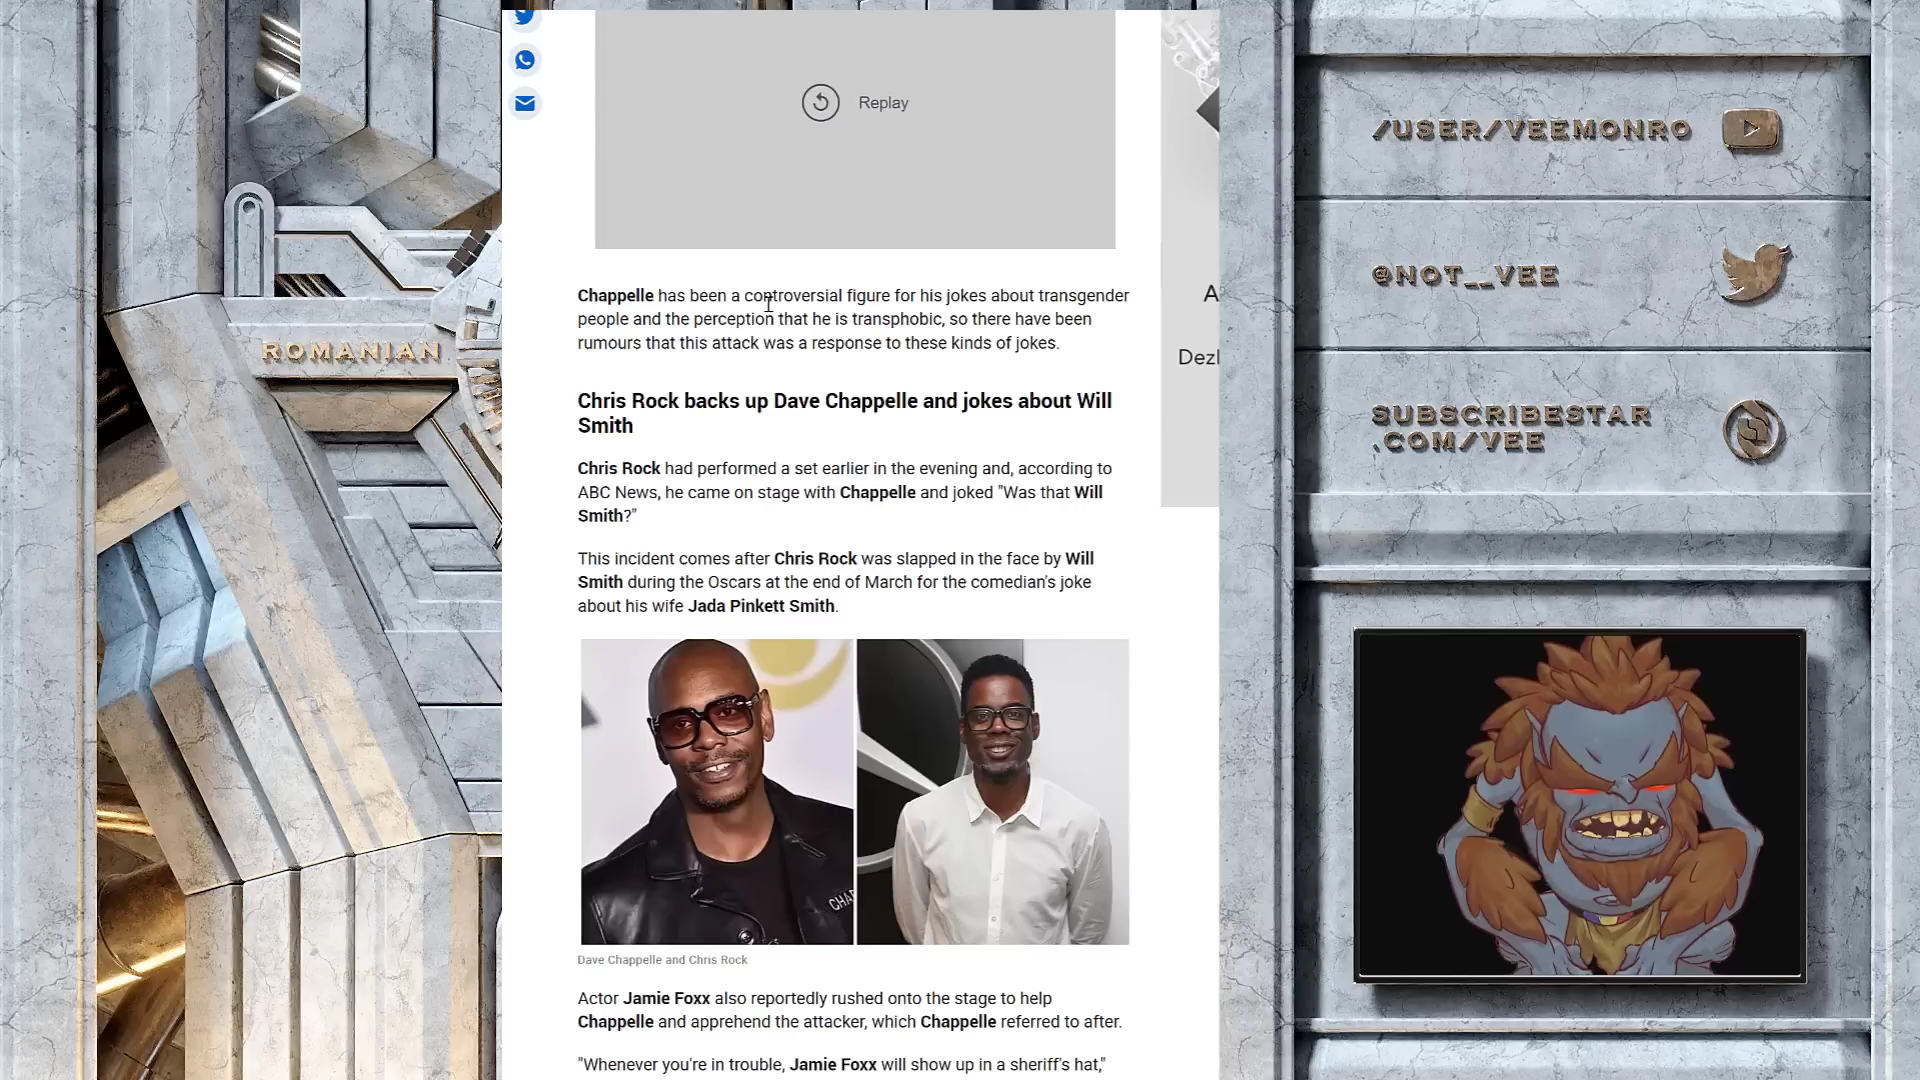 Replay
Chappelle has been a controversial figure for his jokes about transgender
people and the perception that he is transphobic, so there have been
rumours that this attack was a response to these kinds of jokes.
Chris Rock backs up Dave Chappelle and jokes about Will
Smith
Chris Rock had performed a set earlier in the evening and, according to
ABC News, he came on stage with Chappelle and joked "Was that Will
Smith?"
This incident comes after Chris Rock was slapped in the face by Will
Smith during the Oscars at the end of March for the comedian's joke
about his wife Jada Pinkett Smith.
CHA
Dave Chappelle and Chris Rock
Actor Jamie Foxx also reportedly rushed onto the stage to help
Chappelle and apprehend the attacker, which Chappelle referred to after.
"Whenever you're in trouble, Jamie Foxx will show up in a sheriff's hat,"
A
Dezl
ROMANIAN
/USER/VEEMONRO
@NOT__VEE
SUBSCRIBESTAR
.COM/VEE